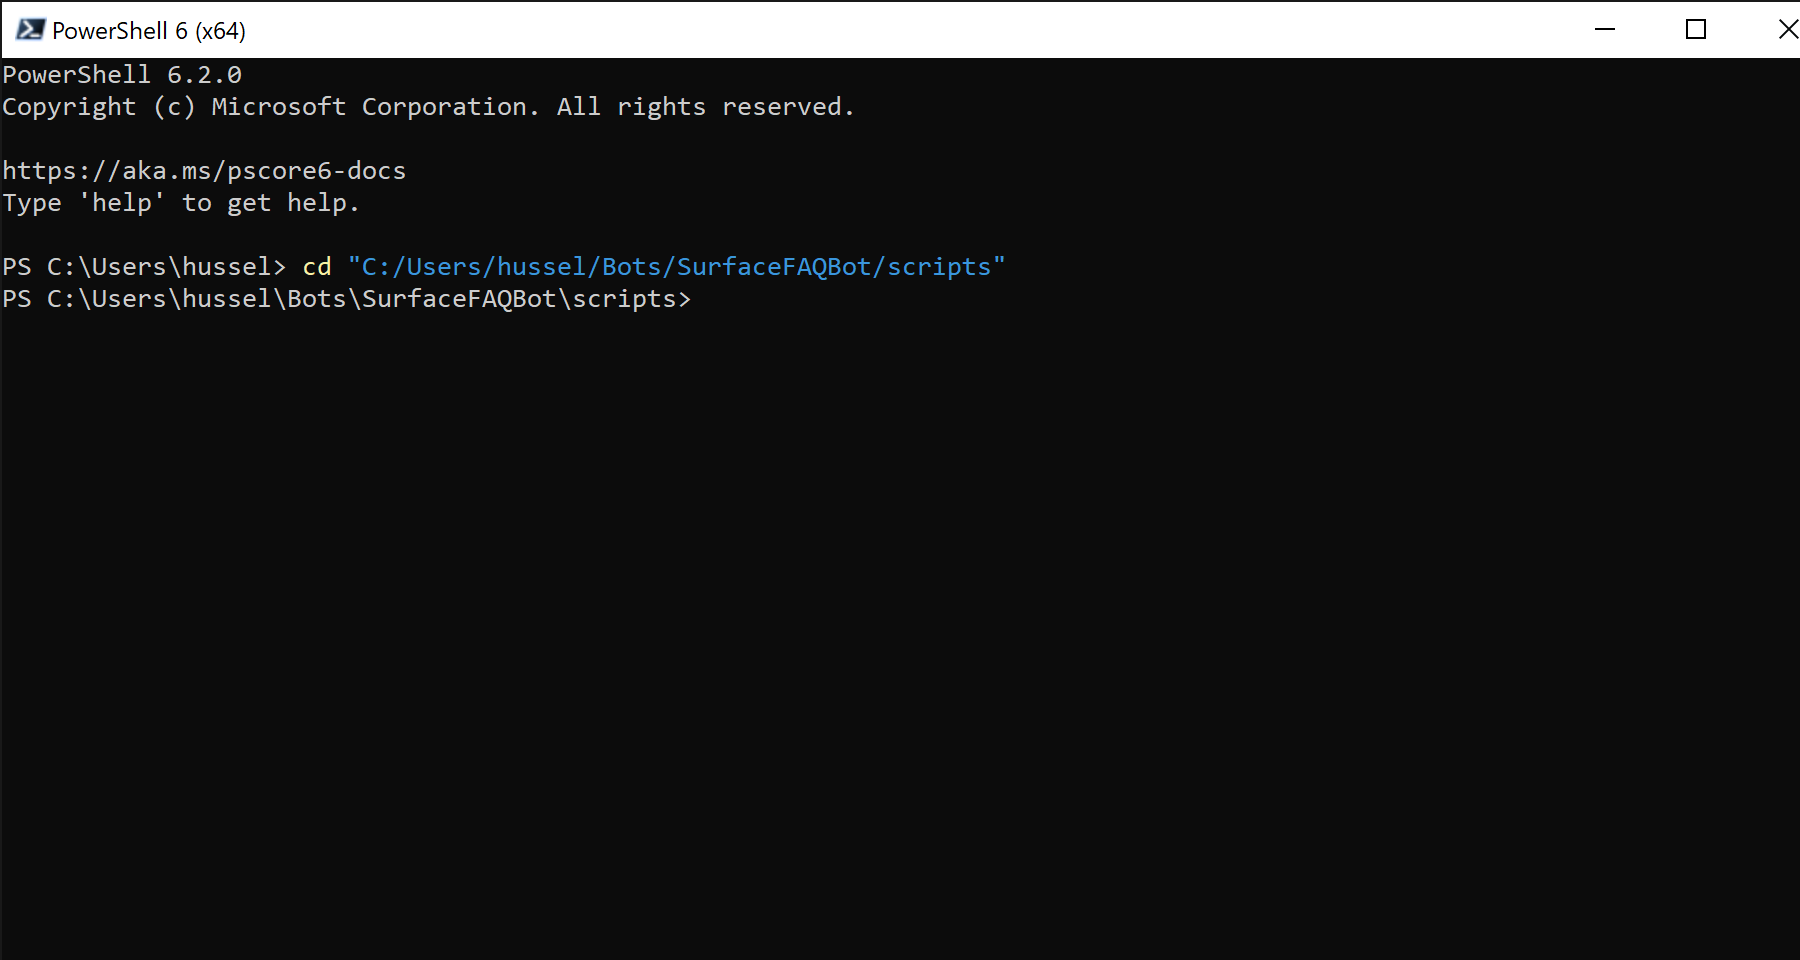 PowerShell 6 (x64)
PowerShell 6.2.0
Copyright (c) Microsoft Corporation. All rights reserved.
https://aka.ms/pscore6-docs
Type 'help' to get help.
PS C:\Users\hussel> cd "C:/Users/hussel/Bots/SurfaceFAQBot/scripts"
PS C:\Users\hussel\Bots\SurfaceFAQBot\scripts>